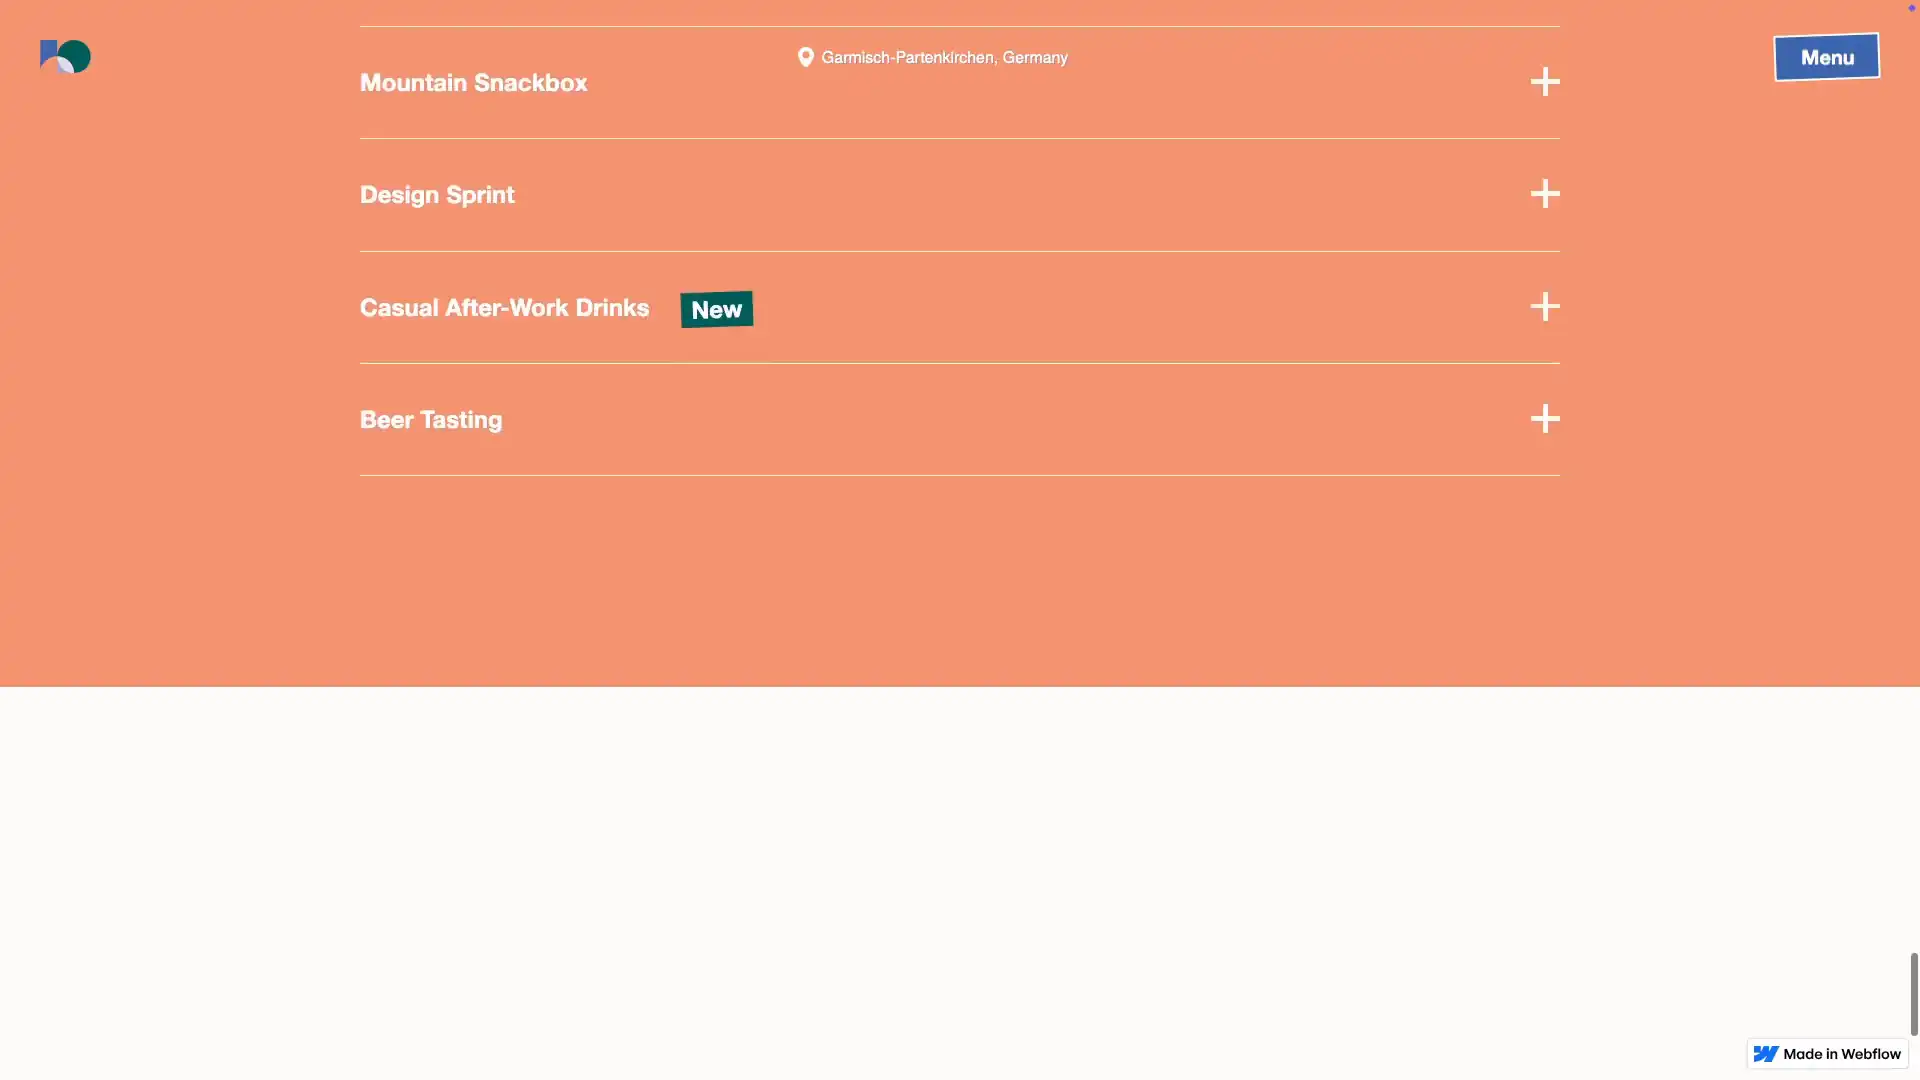 Garmisch-Partenkirchen, Germany
Menu
Mountain Snackbox
Design Sprint
Casual After-Work Drinks
New
Beer Tasting
Made in Webflow